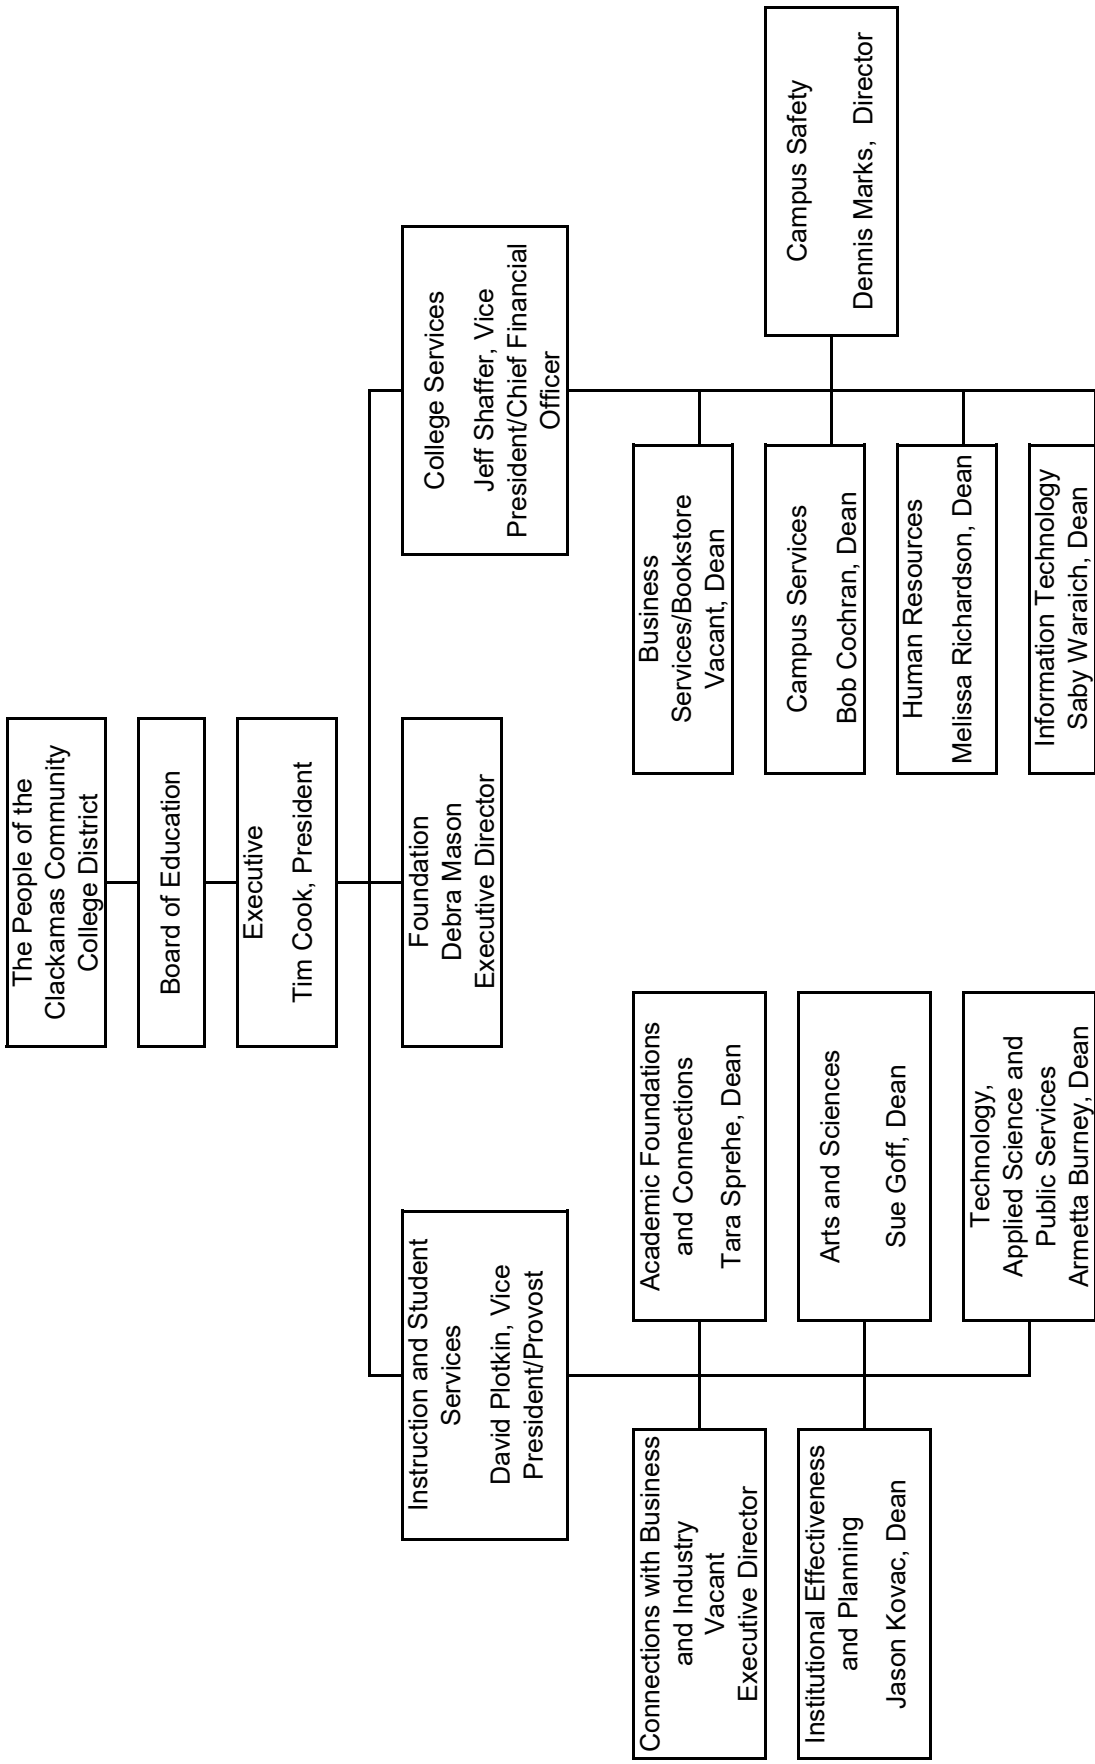 The People of the
Clackamas Community
College District
Board of Education
Executive
Tim Cook, President
Instruction and Student
Services
David Plotkin, Vice
President/Provost
Foundation
Debra Mason
Executive Director
College Services
Jeff Shaffer, Vice
President/Chief Financial
Officer
Connections with Business
and Industry
Vacant
Executive Director
Academic Foundations
and Connections
Tara Sprehe, Dean
Institutional Effectiveness
and Planning
Jason Kovac, Dean
Arts and Sciences
Sue Goff, Dean
Technology,
Applied Science and
Public Services
Armetta Burney, Dean
Business
Services/Bookstore
Vacant, Dean
Campus Services
Bob Cochran, Dean
Campus Safety
Dennis Marks, Director
Human Resources
Melissa Richardson, Dean
Information Technology
Saby Waraich, Dean